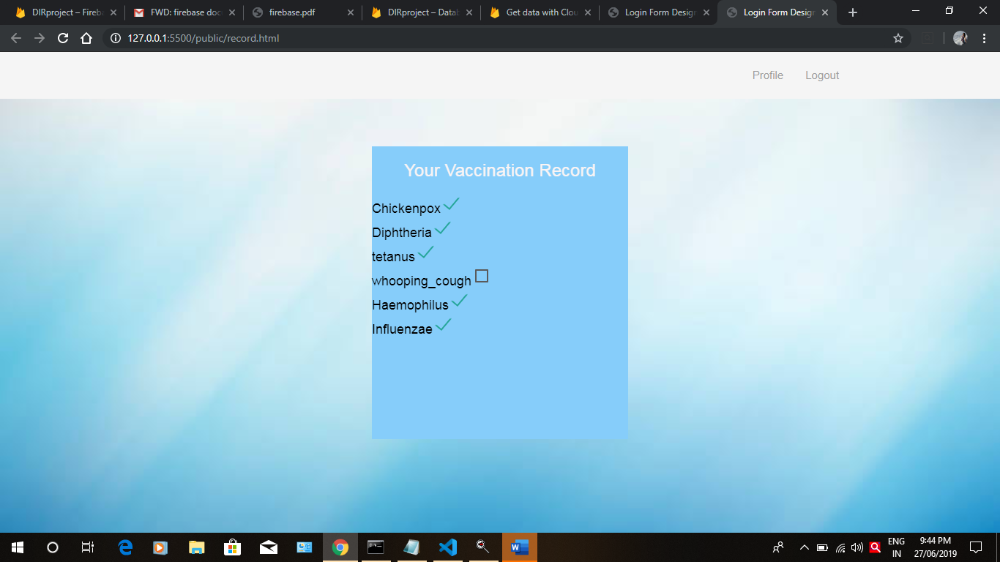 DIRproject – Fireba
FWD: firebase doc
firebase.pdf
DIRproject – Datab
Get data with Clou
Login Form Design
Login Form Design
127.0.0.1:5500/public/record.html
Profile
Logout
Your Vaccination Record
Chickenpox
Diphtheria
tetanus
whooping_cough
Haemophilus
Influenzae
ENG
IN
9:44 PM
27/06/2019